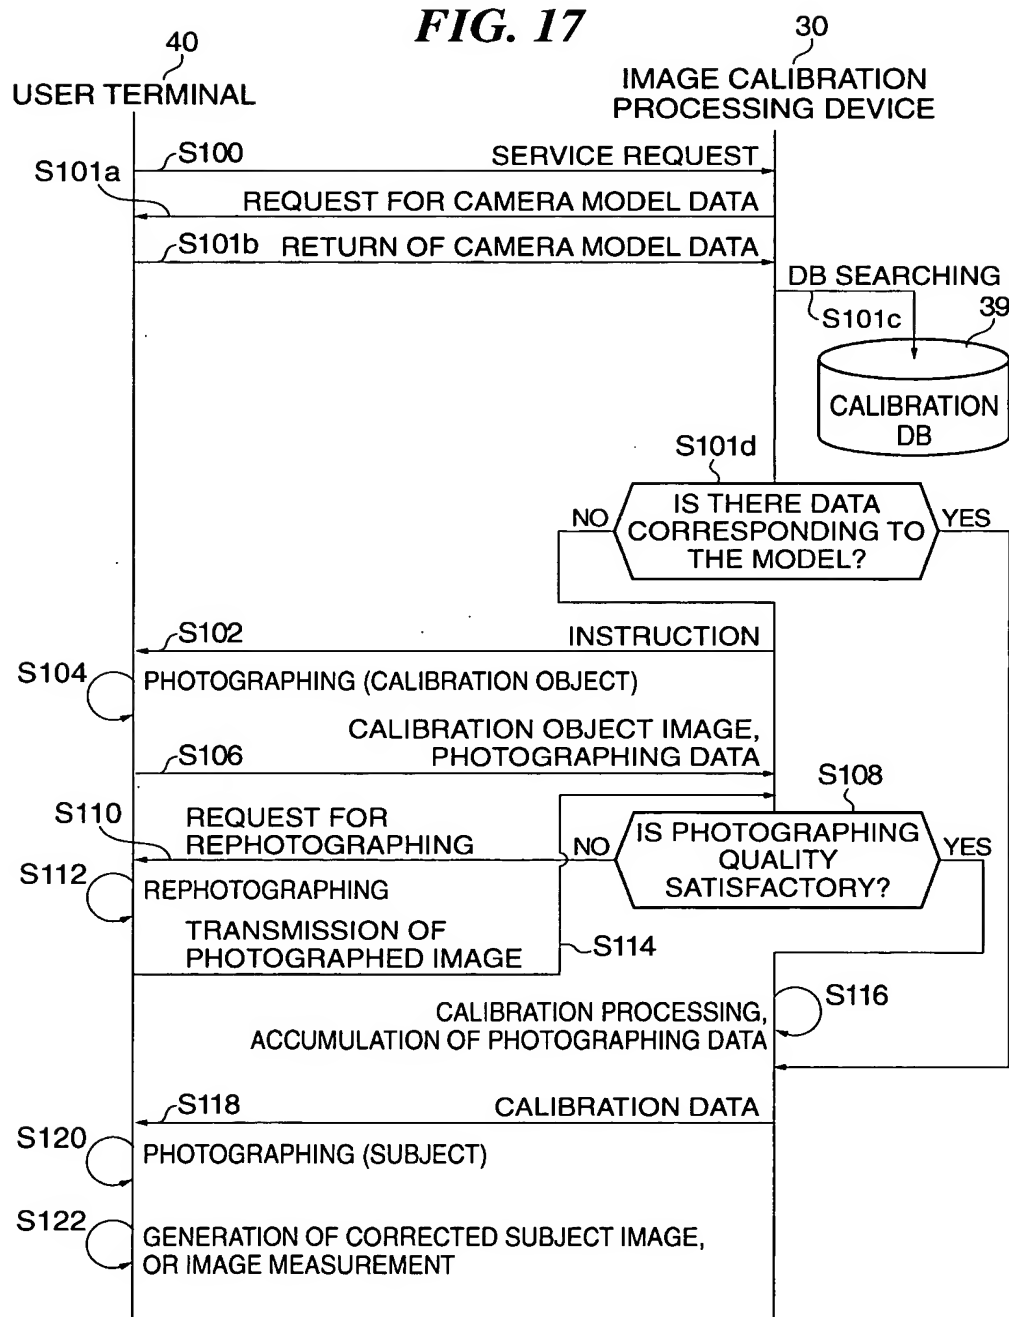 FIG. 17
40
30
USER TERMINAL
IMAGE CALIBRATION
PROCESSING DEVICE
S100
SERVICE REQUEST
S101a
REQUEST FOR CAMERA MODEL DATA
S101b
RETURN OF CAMERA MODEL DATA
DB SEARCHING
S101c
39
CALIBRATION
DB
S101d
NO
IS THERE DATA
CORRESPONDING TO
THE MODEL?
YES
S102
INSTRUCTION
S104
PHOTOGRAPHING (CALIBRATION OBJECT)
CALIBRATION OBJECT IMAGE,
PHOTOGRAPHING DATA
S106
S108
S110
REQUEST FOR
REPHOTOGRAPHING
NO
IS PHOTOGRAPHING
QUALITY
SATISFACTORY?
YES
S112
REPHOTOGRAPHING
TRANSMISSION OF
PHOTOGRAPHED IMAGE
S114
S116
CALIBRATION PROCESSING,
ACCUMULATION OF PHOTOGRAPHING DATA
S118
CALIBRATION DATA
S120
PHOTOGRAPHING (SUBJECT)
S122
GENERATION OF CORRECTED SUBJECT IMAGE,
OR IMAGE MEASUREMENT